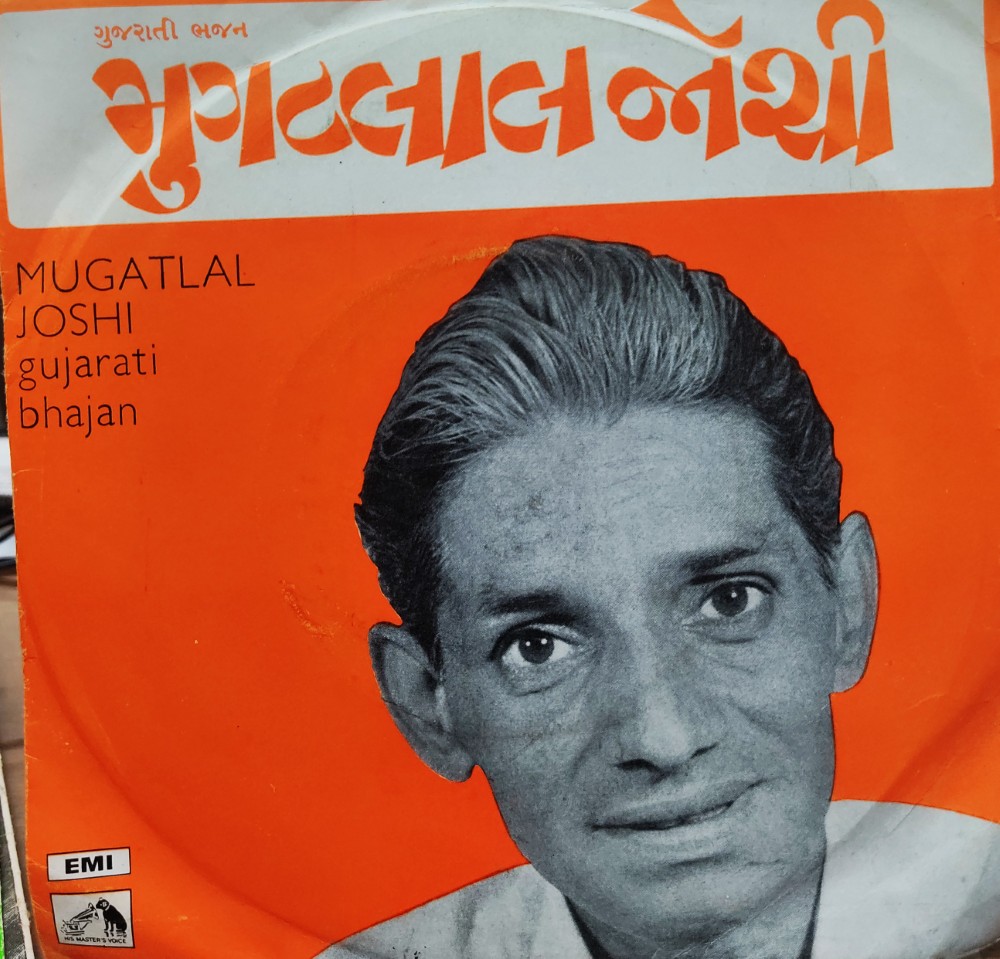 ગુજરાતી ભજન
મુગટલાલ જોષી
MUGATLAL
JOSHI
gujarati
bhajan
EMI
HIS MASTER'S VOICE